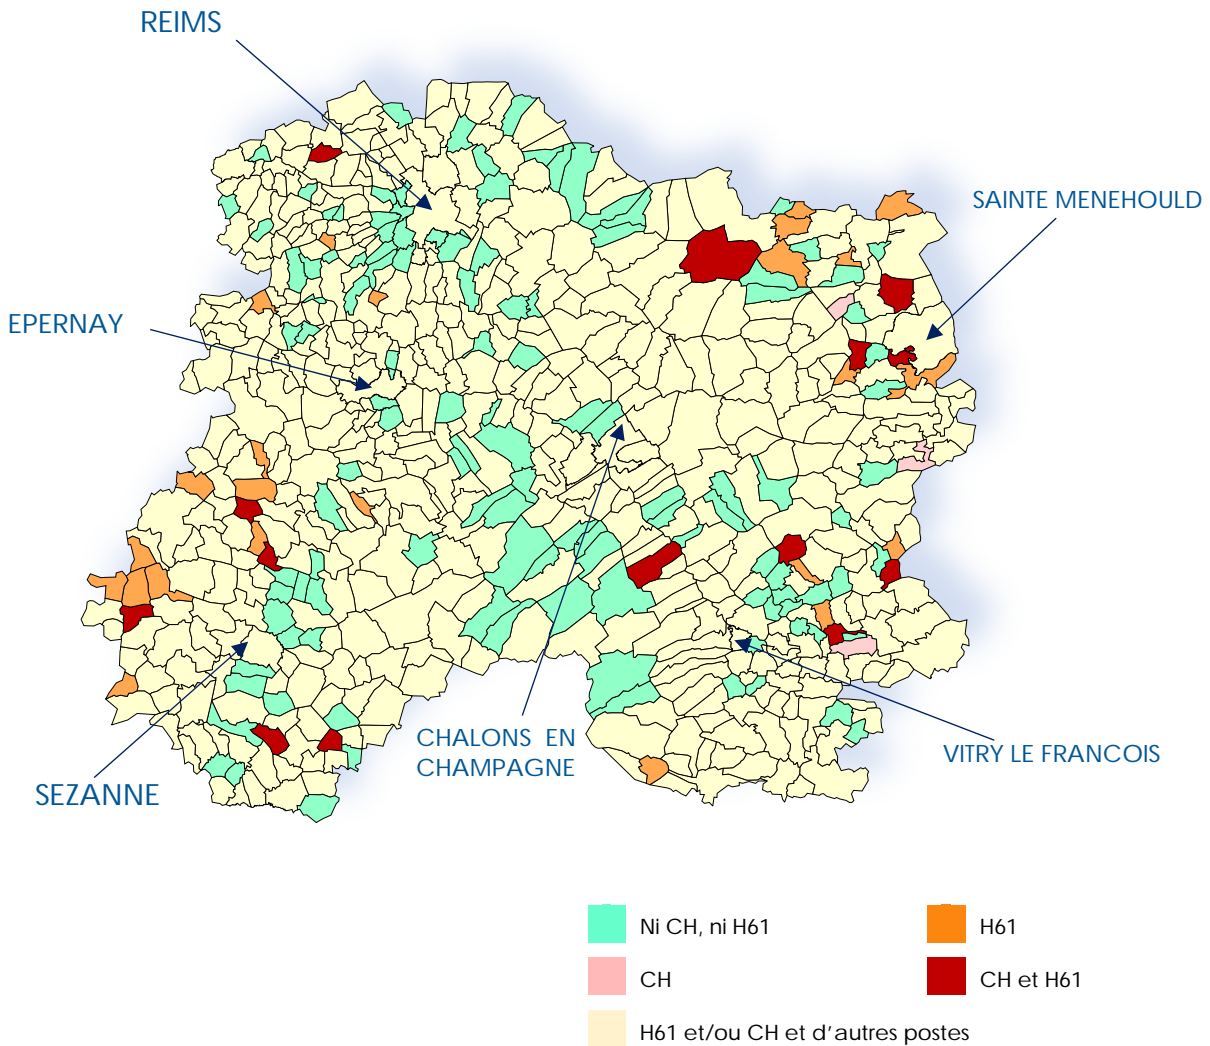 REIMS
SAINTE MENEHOULD
EPERNAY
CHALONS EN
CHAMPAGNE
VITRY LE FRANCOIS
SEZANNE
Ni CH, ni H61
H61
CH
CH et H61
H61 et/ou CH et d'autres postes